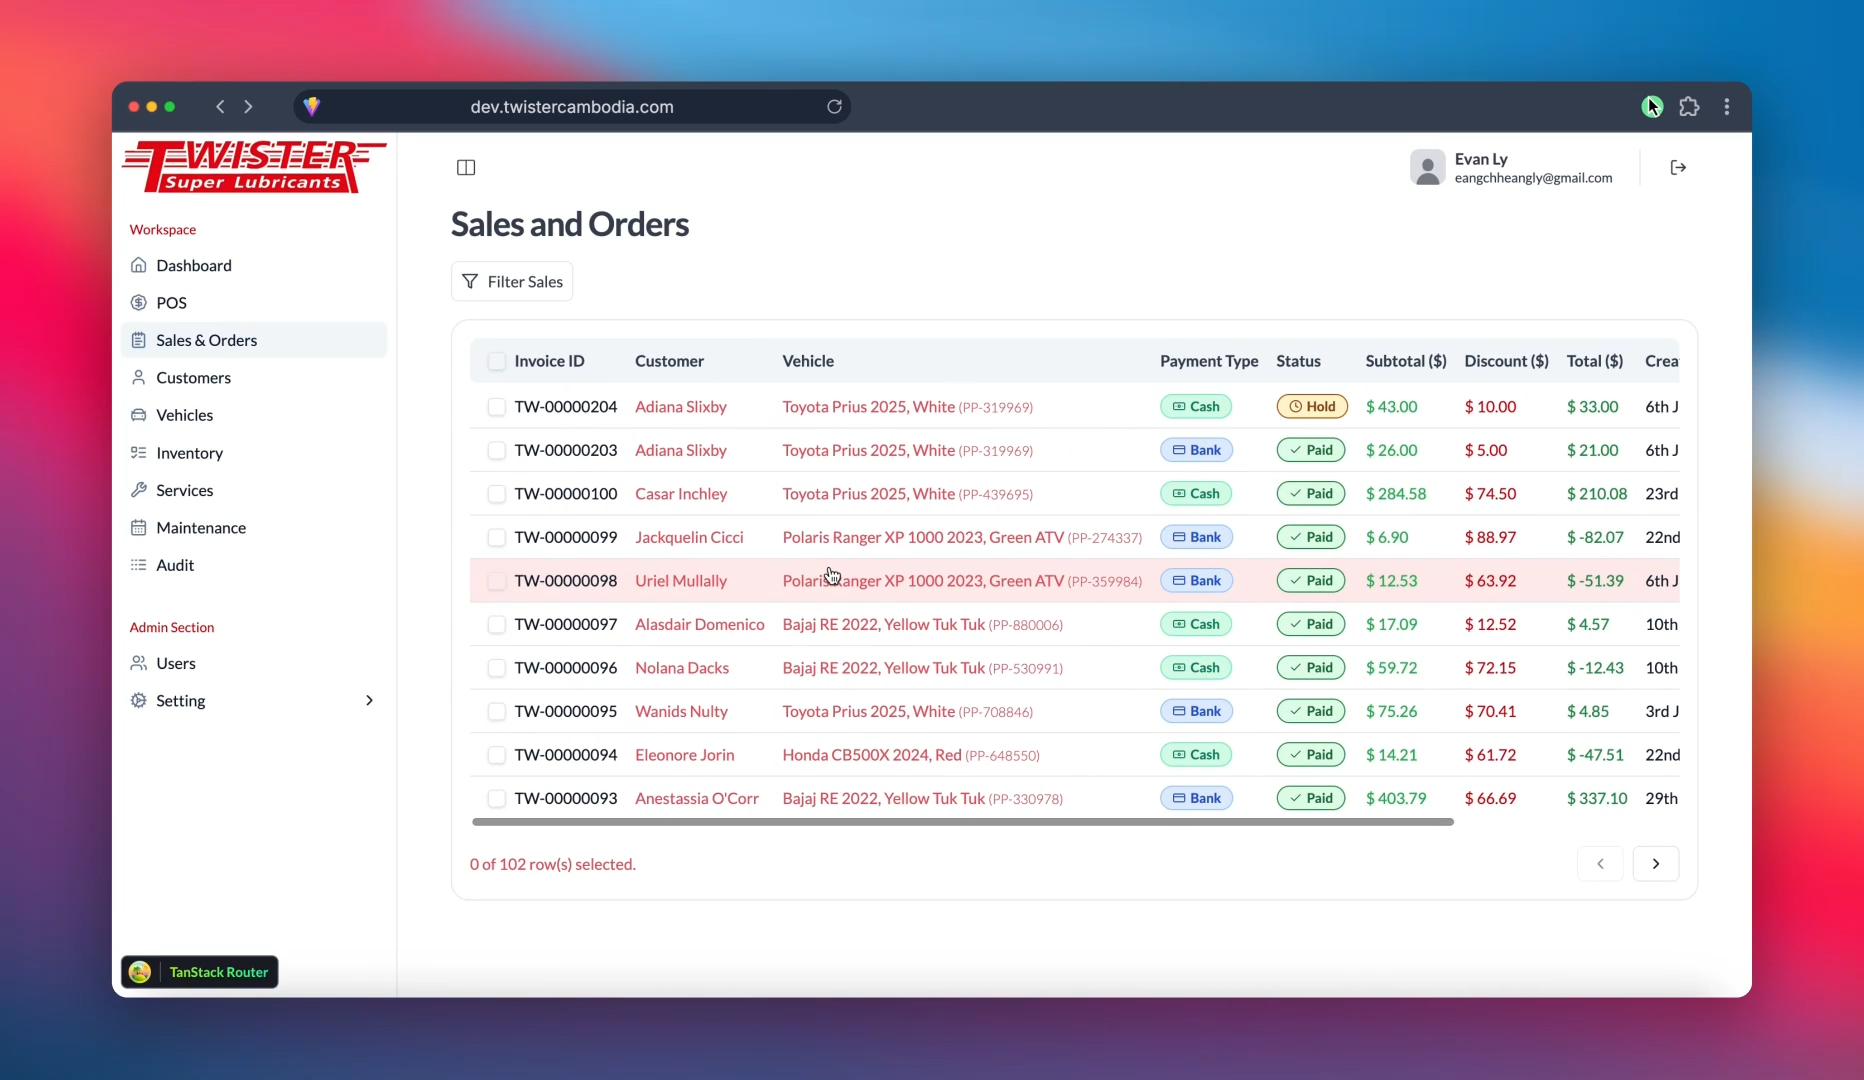 dev.twistercambodia.com
TWISTER
Super Lubricants
Evan Ly
eangchheangly@gmail.com
Workspace
Dashboard
POS
Sales & Orders
Customers
Vehicles
Inventory
Services
Maintenance
Audit
Admin Section
Users
Setting
TanStack Router
Sales and Orders
Filter Sales
Invoice ID Customer Vehicle Payment Type Status Subtotal ($) Discount ($) Total ($) Crea
TW-00000204 Adiana Slixby Toyota Prius 2025, White (PP-319969) Cash Hold $ 43.00 $ 10.00 $ 33.00 6th J
TW-00000203 Adiana Slixby Toyota Prius 2025, White (PP-319969) Bank Paid $ 26.00 $ 5.00 $ 21.00 6th J
TW-00000100 Casar Inchley Toyota Prius 2025, White (PP-439695) Cash Paid $ 284.58 $ 74.50 $ 210.08 23rd
TW-00000099 Jackquelin Cicci Polaris Ranger XP 1000 2023, Green ATV (PP-274337) Bank Paid $ 6.90 $ 88.97 $ -82.07 22nd
TW-00000098 Uriel Mullally Polaris Ranger XP 1000 2023, Green ATV (PP-359984) Bank Paid $ 12.53 $ 63.92 $ -51.39 6th J
TW-00000097 Alasdair Domenico Bajaj RE 2022, Yellow Tuk Tuk (PP-880006) Cash Paid $ 17.09 $ 12.52 $ 4.57 10th
TW-00000096 Nolana Dacks Bajaj RE 2022, Yellow Tuk Tuk (PP-530991) Cash Paid $ 59.72 $ 72.15 $ -12.43 10th
TW-00000095 Wanids Nulty Toyota Prius 2025, White (PP-708846) Bank Paid $ 75.26 $ 70.41 $ 4.85 3rd J
TW-00000094 Eleonore Jorin Honda CB500X 2024, Red (PP-648550) Cash Paid $ 14.21 $ 61.72 $ -47.51 22nd
TW-00000093 Anestassia O'Corr Bajaj RE 2022, Yellow Tuk Tuk (PP-330978) Bank Paid $ 403.79 $ 66.69 $ 337.10 29th
0 of 102 row(s) selected.